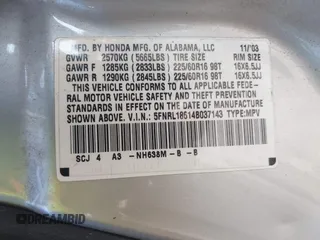 MFD. BY HONDA MFG. OF ALABAMA, LLC 11/03
GVWR 2570KG (5665LBS) TIRE SIZE RIM SIZE
GAWR F 1285KG (2833LBS) 225/60R16 98T 16X6.5JJ
GAWR R 1290KG (2845LBS) 225/60R16 98T 16X6.5JJ
THIS VEHICLE CONFORMS TO ALL APPLICABLE FEDE-
RAL MOTOR VEHICLE SAFETY AND THEFT PREVENTION
STANDARDS IN EFFECT ON THE DATE OF MANUFACTURE
SHOWN ABOVE. V.I.N.: 5FNRL18514B037143 TYPE:MPV
SCJ 4 A3 -NH638M- B - B
© AUTOBIDMASTER